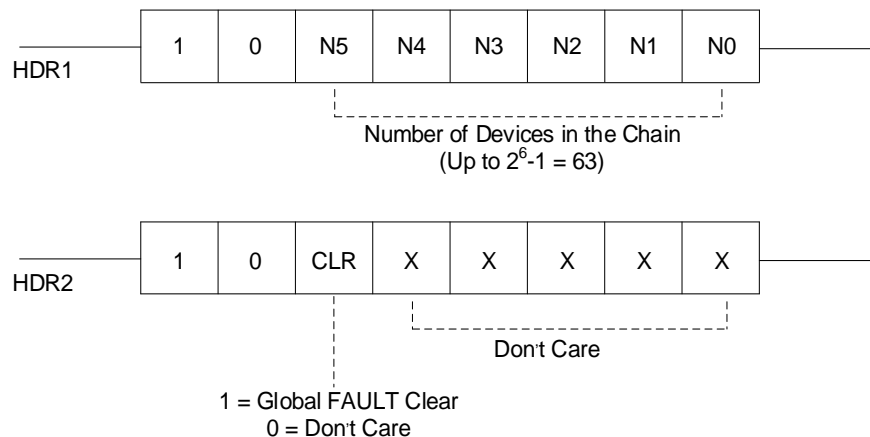 HDR1 1 0 N5 N4 N3 N2 N1 N0
Number of Devices in the Chain
(Up to 2⁶-1 = 63)
HDR2 1 0 CLR X X X X X
Don't Care
1 = Global FAULT Clear
0 = Don't Care